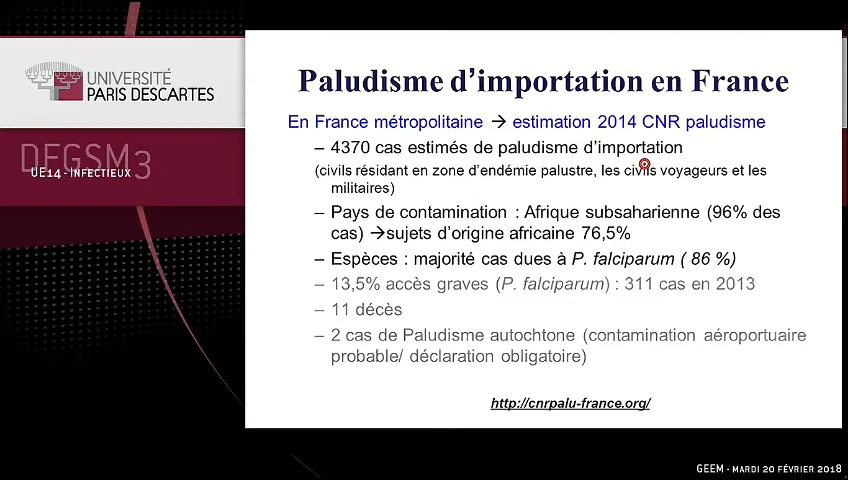 UNIVERSITÉ
PARIS DESCARTES
DFGSM3
UE14 - INFECTIEUX
Paludisme d’importation en France
En France métropolitaine → estimation 2014 CNR paludisme
– 4370 cas estimés de paludisme d’importation
(civils résidant en zone d’endémie palustre, les civils voyageurs et les
militaires)
– Pays de contamination : Afrique subsaharienne (96% des
cas) →sujets d’origine africaine 76,5%
– Espèces : majorité cas dues à P. falciparum ( 86 %)
– 13,5% accès graves (P. falciparum) : 311 cas en 2013
– 11 décès
– 2 cas de Paludisme autochtone (contamination aéroportuaire
probable/ déclaration obligatoire)
http://cnrpalu-france.org/
GEEM - MARDI 20 FÉVRIER 2018